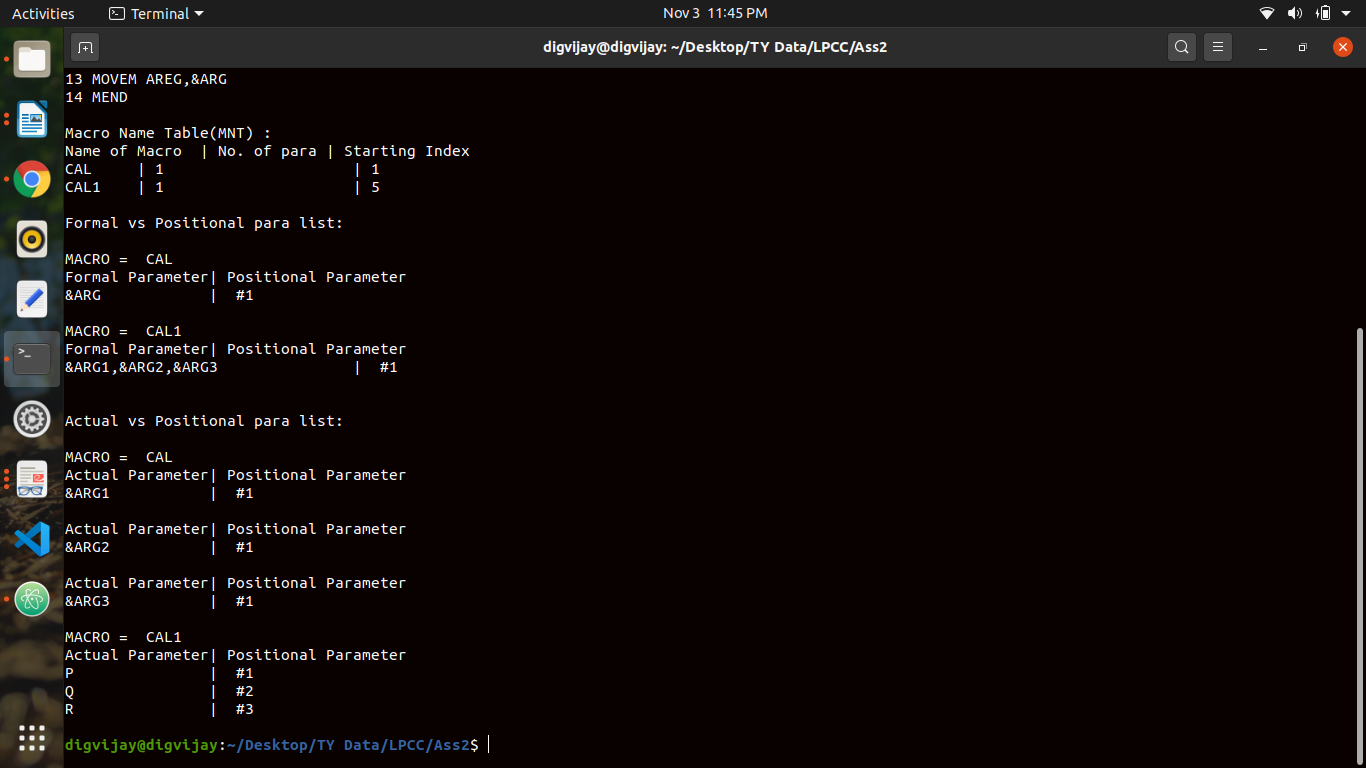 Activities Terminal Nov 3 11:45 PM
digvijay@digvijay: ~/Desktop/TY Data/LPCC/Ass2
13 MOVEM AREG,&ARG
14 MEND
Macro Name Table(MNT) :
Name of Macro | No. of para | Starting Index
CAL | 1 | 1
CAL1 | 1 | 5
Formal vs Positional para list:
MACRO = CAL
Formal Parameter| Positional Parameter
&ARG | #1
MACRO = CAL1
Formal Parameter| Positional Parameter
&ARG1,&ARG2,&ARG3 | #1
Actual vs Positional para list:
MACRO = CAL
Actual Parameter| Positional Parameter
&ARG1 | #1
Actual Parameter| Positional Parameter
&ARG2 | #1
Actual Parameter| Positional Parameter
&ARG3 | #1
MACRO = CAL1
Actual Parameter| Positional Parameter
P | #1
Q | #2
R | #3
digvijay@digvijay:~/Desktop/TY Data/LPCC/Ass2$